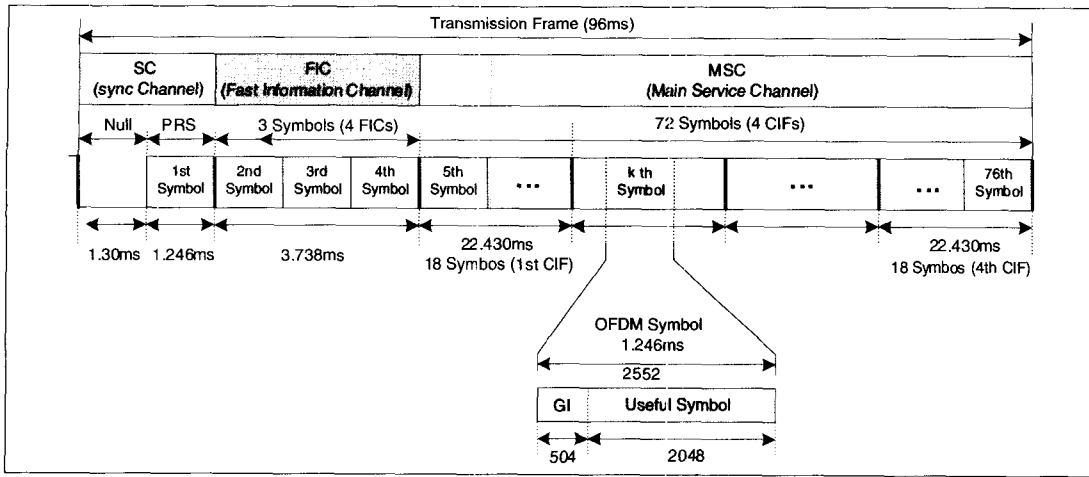 Transmission Frame (96ms)
SC
(sync Channel)
FIC
(Fast Information Channel)
MSC
(Main Service Channel)
Null
PRS
3 Symbols (4 FICs)
72 Symbols (4 CIFs)
1st
Symbol
2nd
Symbol
3rd
Symbol
4th
Symbol
5th
Symbol
...
k th
Symbol
...
...
76th
Symbol
1.30ms
1.246ms
3.738ms
22.430ms
18 Symbos (1st CIF)
22.430ms
18 Symbos (4th CIF)
OFDM Symbol
1.246ms
2552
GI
Useful Symbol
504
2048